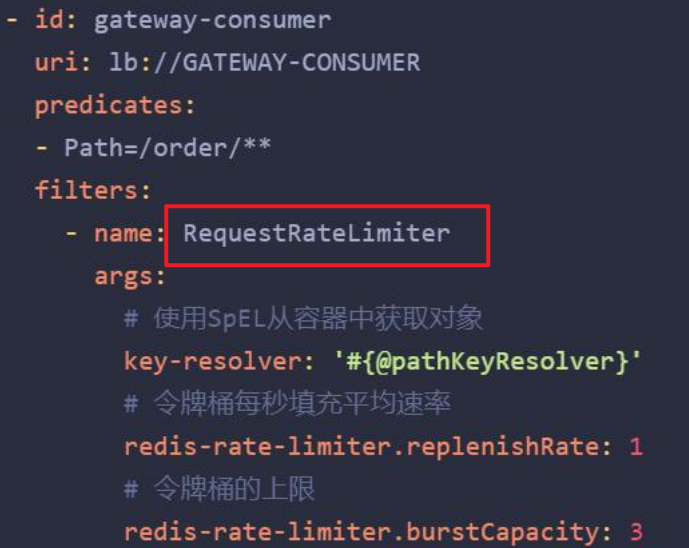 - id: gateway-consumer
uri: lb://GATEWAY-CONSUMER
predicates:
- Path=/order/**
filters:
- name: RequestRateLimiter
args:
# 使用SpEL从容器中获取对象
key-resolver: '#{@pathKeyResolver}'
# 令牌桶每秒填充平均速率
redis-rate-limiter.replenishRate: 1
# 令牌桶的上限
redis-rate-limiter.burstCapacity: 3